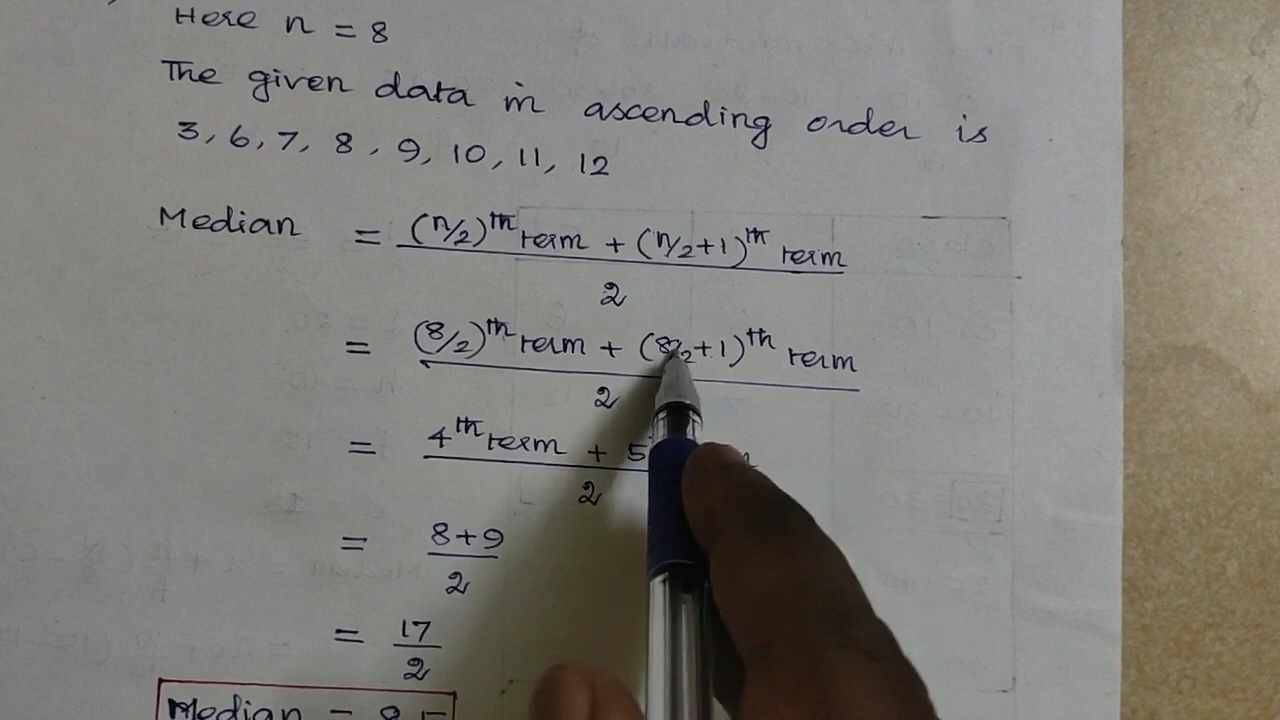 Here n = 8
The given data in ascending order is
3, 6, 7, 8, 9, 10, 11, 12
Median = (n/2)th term + (n/2+1)th term
2
= (8/2)th term + (8/2+1)th term
2
= 4th term + 5
2
= 8+9
2
= 17
2
Median =